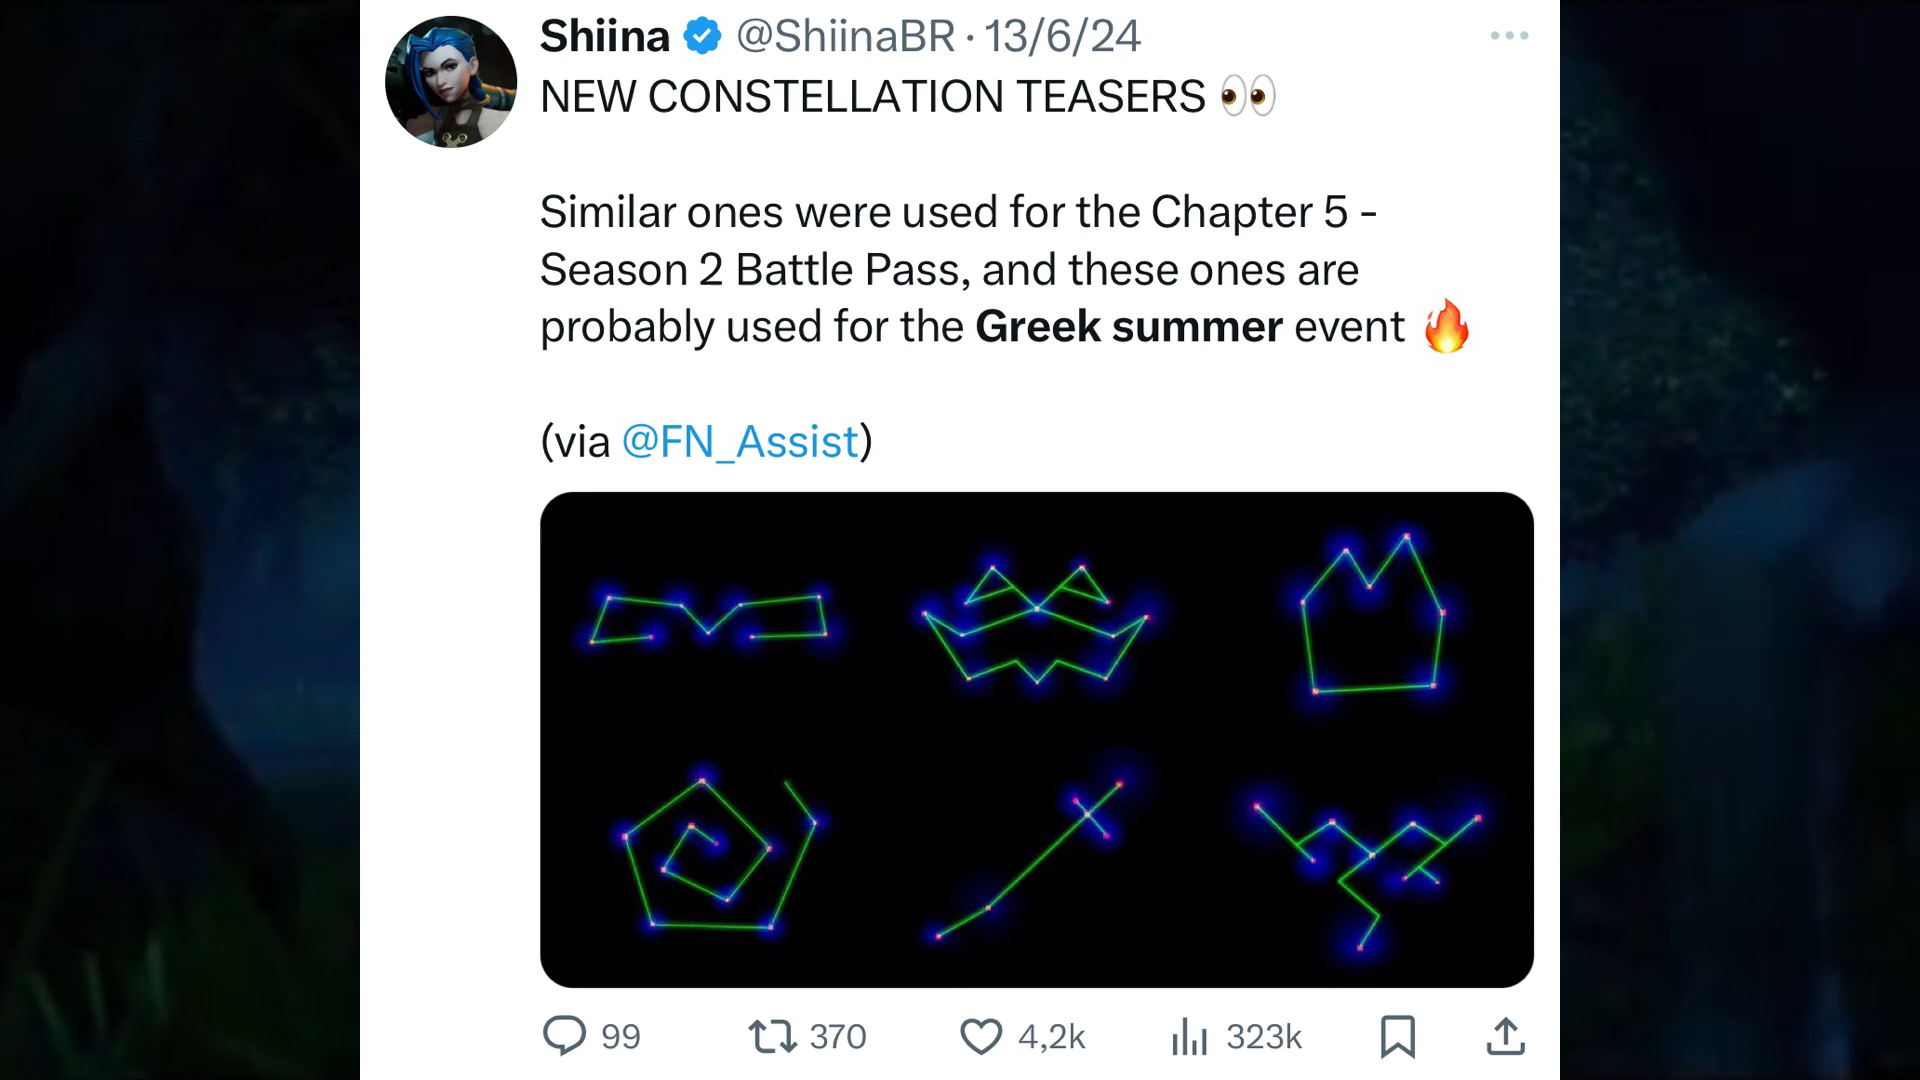 Shiina @ShiinaBR · 13/6/24
NEW CONSTELLATION TEASERS 👀
Similar ones were used for the Chapter 5 -
Season 2 Battle Pass, and these ones are
probably used for the Greek summer event 🔥
(via @FN_Assist)
99 370 4,2k 323k